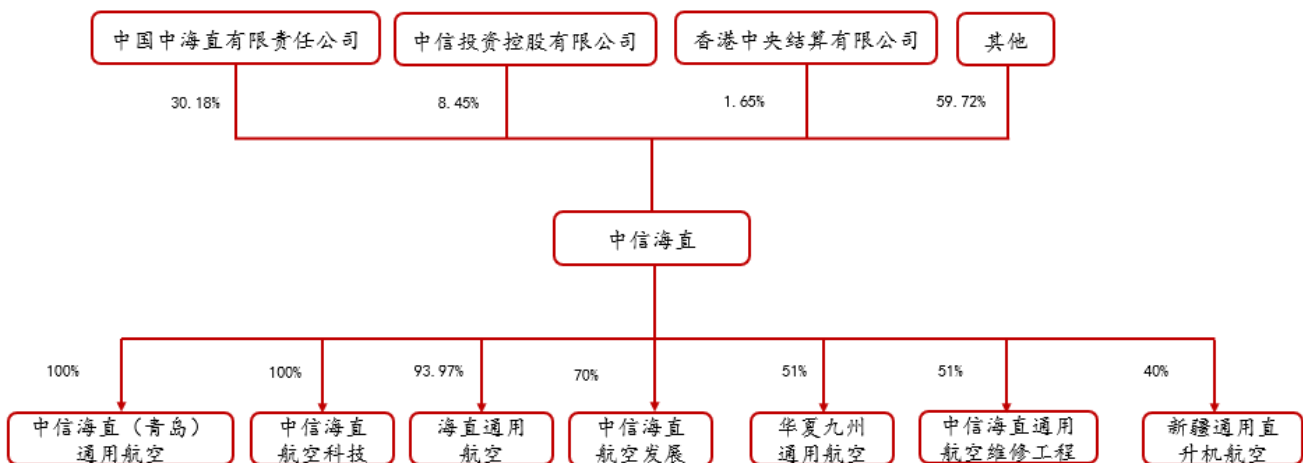 中国中海直有限责任公司
中信投资控股有限公司
香港中央结算有限公司
其他
30.18%
8.45%
1.65%
59.72%
中信海直
100%
100%
93.97%
70%
51%
51%
40%
中信海直（青岛）
通用航空
中信海直
航空科技
海直通用
航空
中信海直
航空发展
华夏九州
通用航空
中信海直通用
航空维修工程
新疆通用直
升机航空